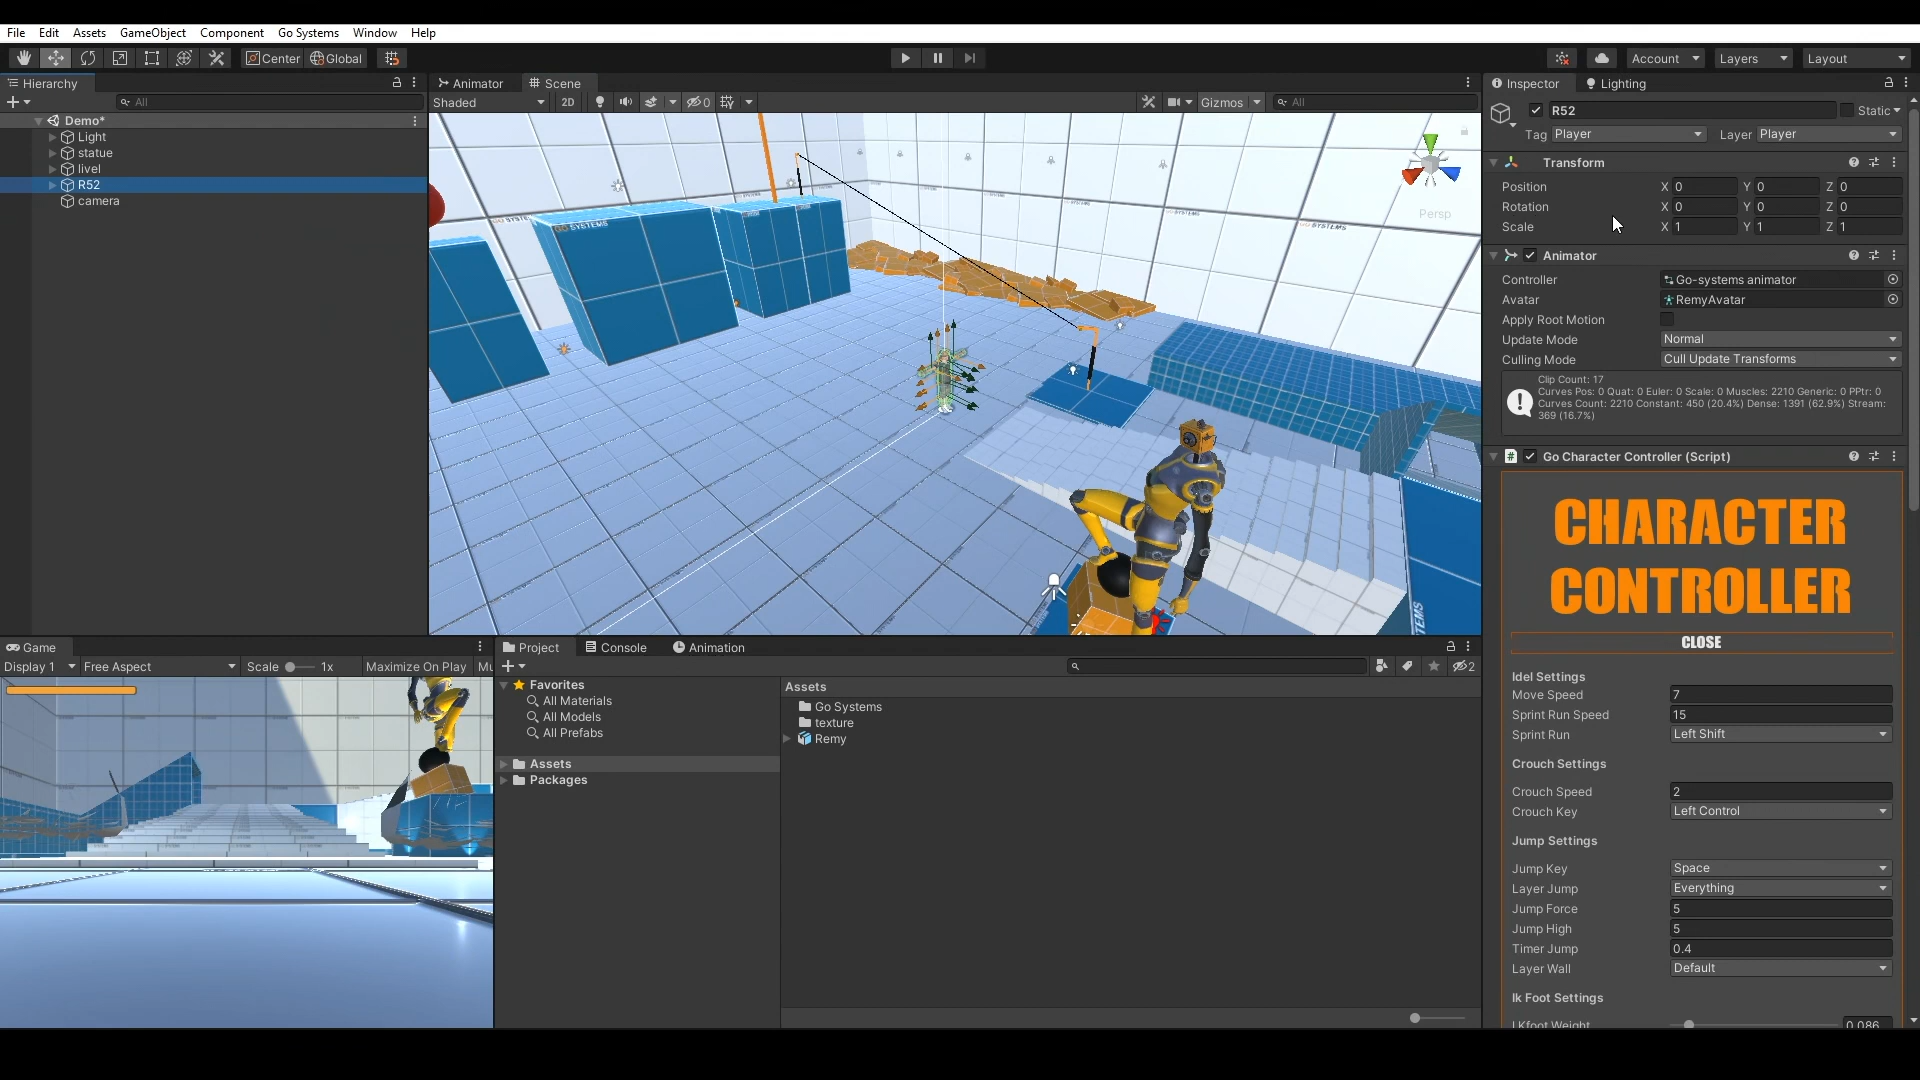 File Edit Assets GameObject Component Go Systems Window Help
Center Global Account Layers Layout
Hierarchy
All
Demo*
Light
statue
livel
R52
camera
Animator Scene
Shaded 2D 0 Gizmos All
Persp
GO SYSTEMS
Inspector Lighting
R52 Static
Tag Player Layer Player
Transform
Position X 0 Y 0 Z 0
Rotation X 0 Y 0 Z 0
Scale X 1 Y 1 Z 1
Animator
Controller Go-systems animator
Avatar RemyAvatar
Apply Root Motion
Update Mode Normal
Culling Mode Cull Update Transforms
Clip Count: 17
Curves Pos: 0 Quat: 0 Euler: 0 Scale: 0 Muscles: 2210 Generic: 0 PPtr: 0
Curves Count: 2210 Constant: 450 (20.4%) Dense: 1391 (62.9%) Stream:
369 (16.7%)
# Go Character Controller (Script)
CHARACTER
CONTROLLER
CLOSE
Idel Settings
Move Speed 7
Sprint Run Speed 15
Sprint Run Left Shift
Crouch Settings
Crouch Speed 2
Crouch Key Left Control
Jump Settings
Jump Key Space
Layer Jump Everything
Jump Force 5
Jump High 5
Timer Jump 0.4
Layer Wall Default
Ik Foot Settings
0.086
Game
Display 1 Free Aspect Scale 1x Maximize On Play
Project Console Animation
2
Favorites
All Materials
All Models
All Prefabs
Assets
Packages
Assets
Go Systems
texture
Remy